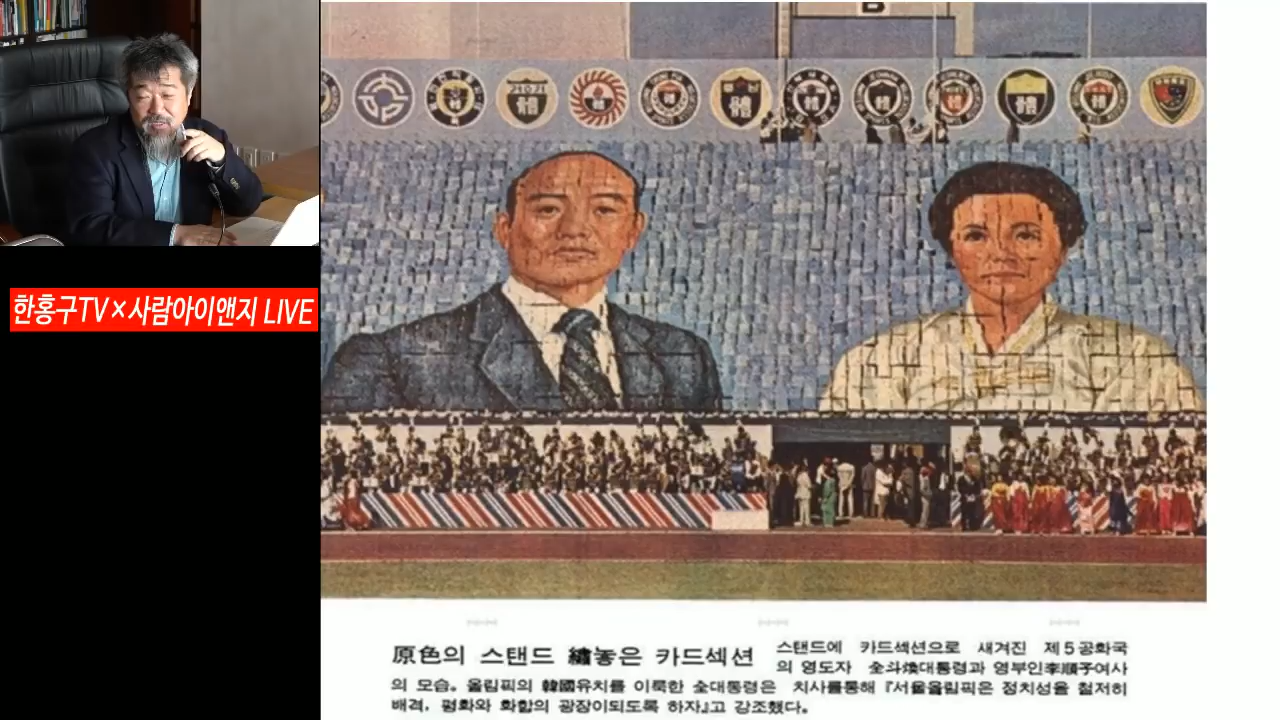 한홍구TV×사람아이앤지 LIVE
B
原色의 스탠드 繡놓은 카드섹션
스탠드에 카드섹션으로 새겨진 제5공화국
의 영도자 全斗煥대통령과 영부인李順子여사
의 모습。올림픽의 韓國유치를 이룩한 全대통령은 치사를통해 『서울올림픽은 정치성을 철저히
배격, 평화와 화합의 광장이되도록 하자』고 강조했다。